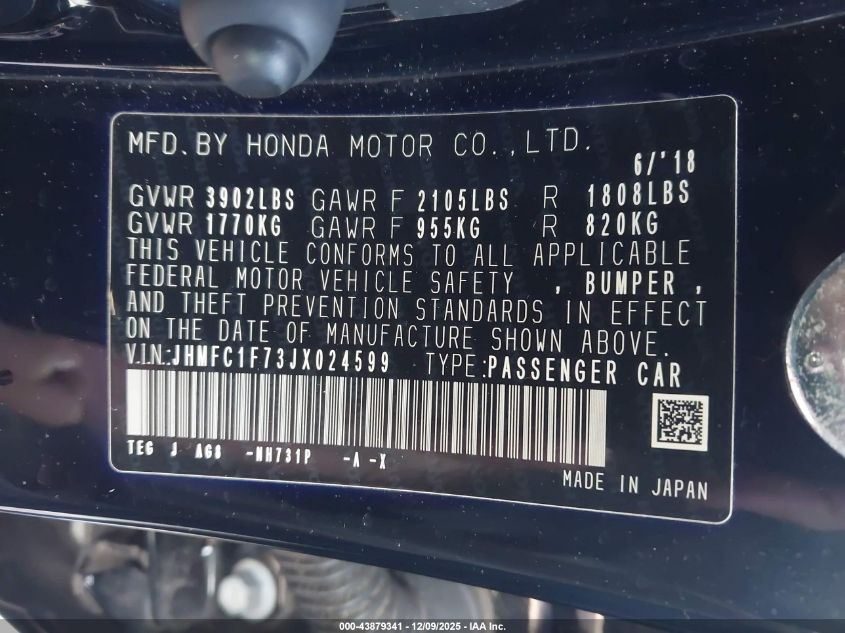 MFD. BY HONDA MOTOR CO., LTD.
6/'18
GVWR 3902LBS GAWR F 2105LBS R 1808LBS
GVWR 1770KG GAWR F 955KG R 820KG
THIS VEHICLE CONFORMS TO ALL APPLICABLE
FEDERAL MOTOR VEHICLE SAFETY , BUMPER ,
AND THEFT PREVENTION STANDARDS IN EFFECT
ON THE DATE OF MANUFACTURE SHOWN ABOVE.
V.I.N:JHMFC1F73JX024599 TYPE:PASSENGER CAR
TEG J AG8 -NH731P -A -X
MADE IN JAPAN
000-43879341 - 12/09/2025 - IAA Inc.